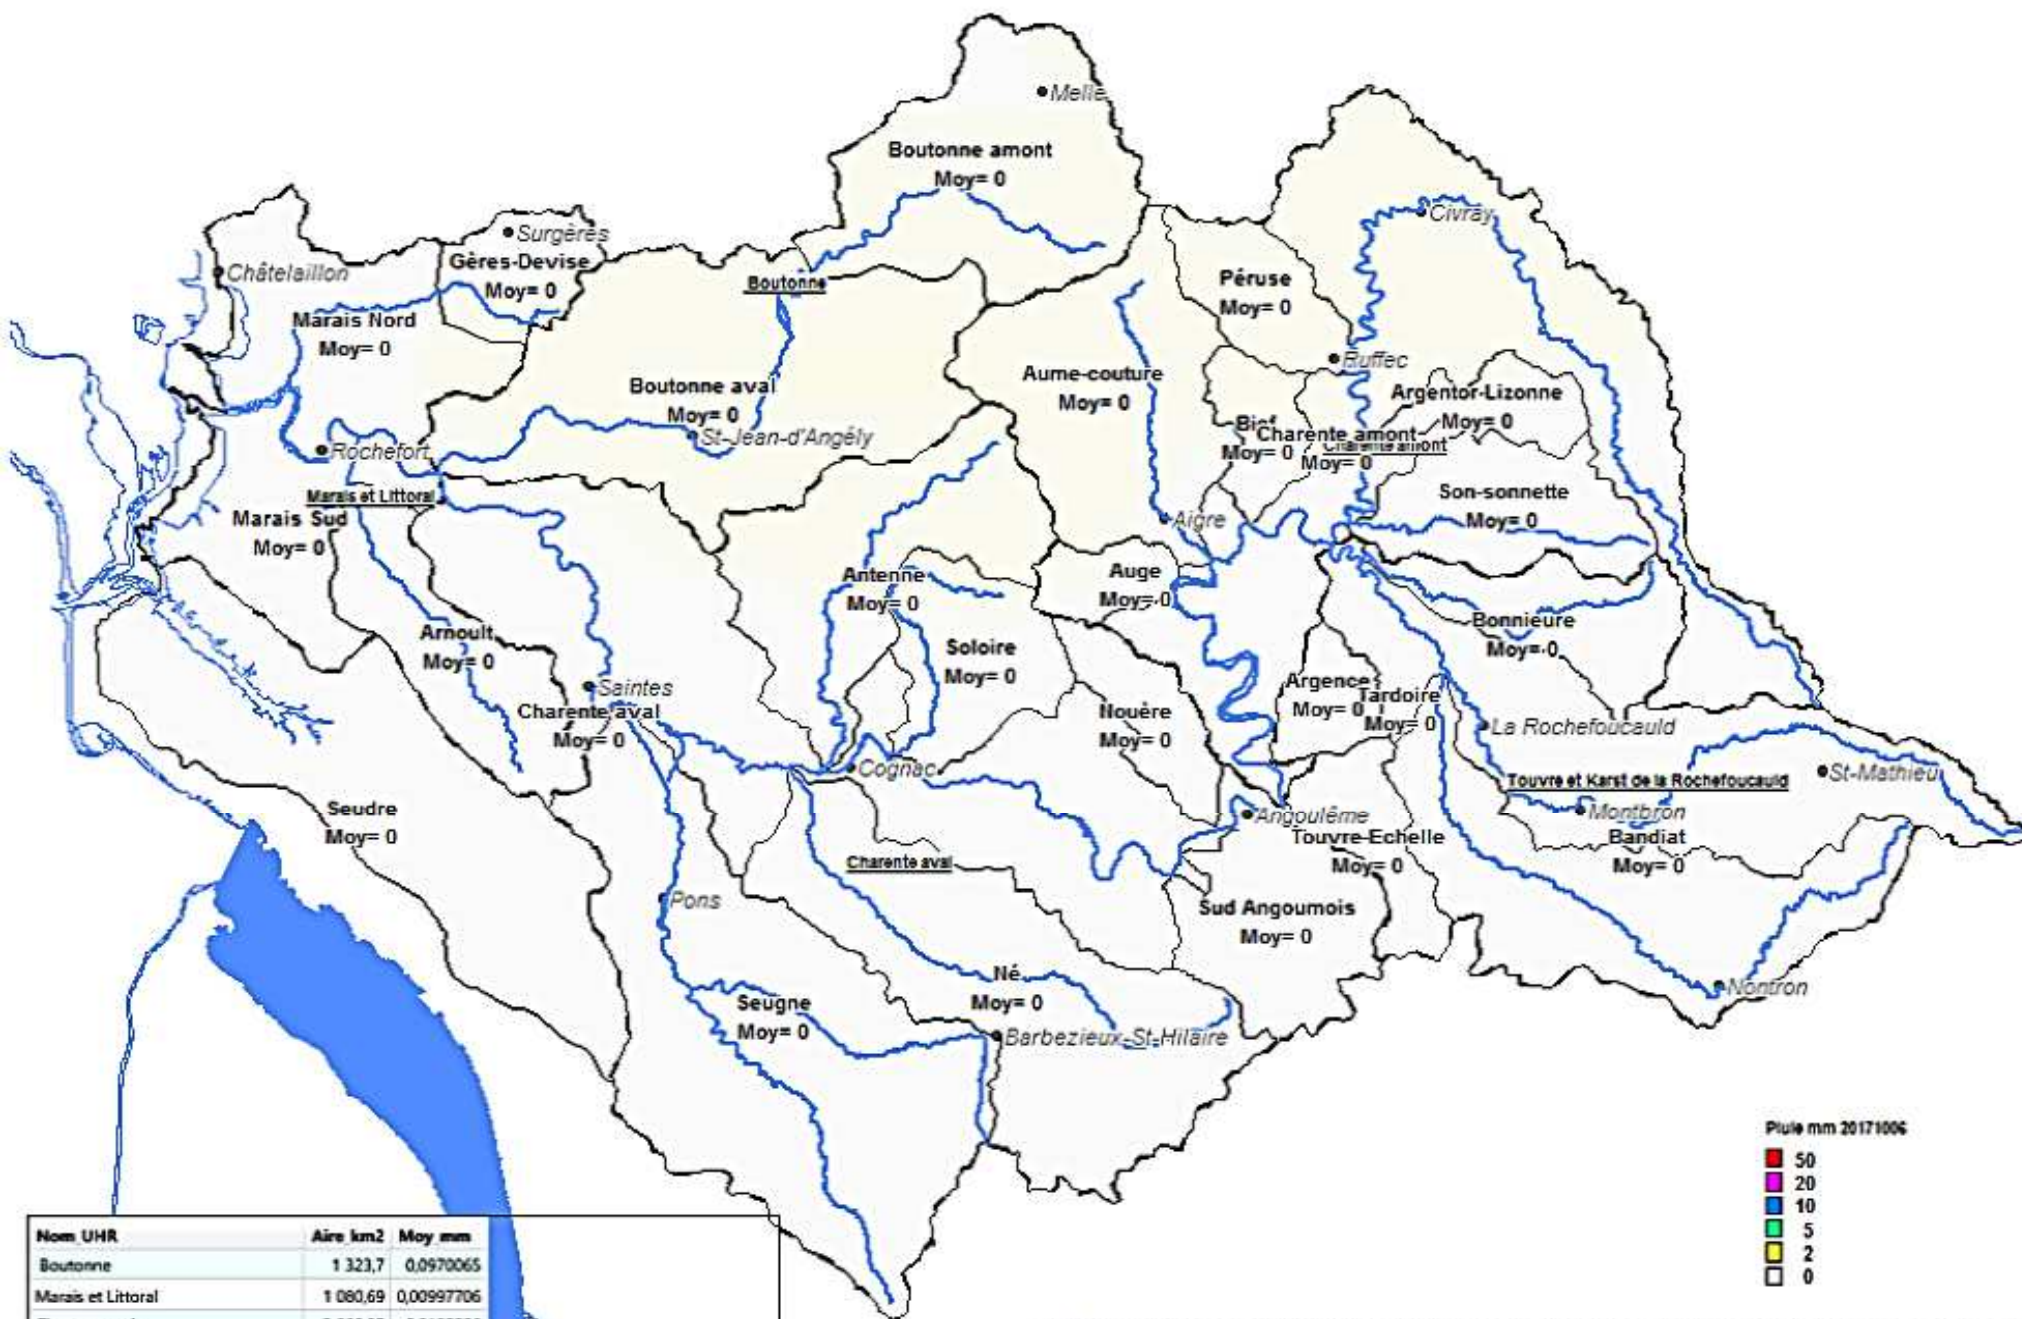 Melle
Boutonne amont
Moy= 0
Civray
Surgères
Châtelaillon
Gères-Devise
Moy= 0
Boutonne
Péruse
Moy= 0
Marais Nord
Moy= 0
Ruffec
Aume-couture
Moy= 0
Boutonne aval
Moy= 0
Argentor-Lizonne
Moy= 0
St-Jean-d'Angély
Bief
Moy= 0
Charente amont
Charente amont
Moy= 0
Rochefort
Marais et Littoral
Son-sonnette
Moy= 0
Marais Sud
Moy= 0
Aigre
Antenne
Moy= 0
Auge
Moy= 0
Bonnieure
Moy= 0
Arnoult
Moy= 0
Soloire
Moy= 0
Saintes
Argence
Moy= 0
Tardoire
Moy= 0
Charente aval
Moy= 0
Nouère
Moy= 0
La Rochefoucauld
Cognac
Touvre et Karst de la Rochefoucauld
St-Mathieu
Seudre
Moy= 0
Angoulême
Montbron
Touvre-Echelle
Moy= 0
Bandiat
Moy= 0
Charente aval
Pons
Sud Angoumois
Moy= 0
Né
Moy= 0
Nontron
Seugne
Moy= 0
Barbezieux-St-Hilaire
Pluie mm 20171006
50
20
10
5
2
0
Nom_UHR Aire_km2 Moy_mm
Boutonne 1 323,7 0,0970065
Marais et Littoral 1 080,69 0,00997706